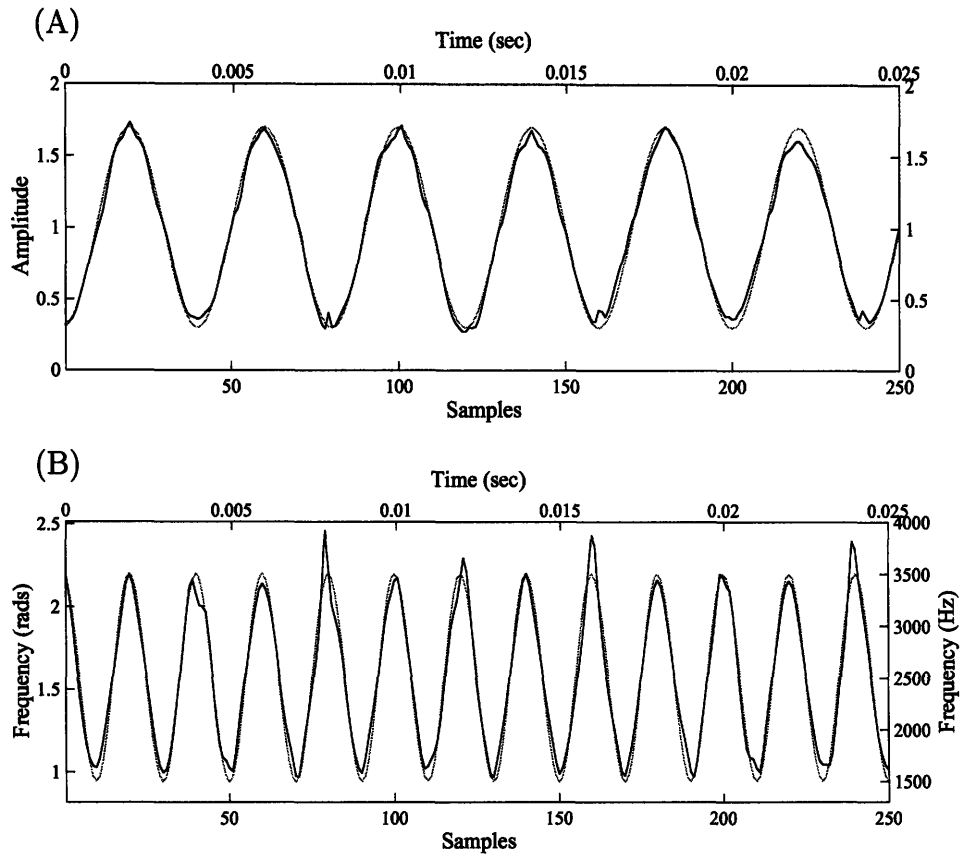 (A)
Time (sec)
0 0.005 0.01 0.015 0.02 0.025
2 2
1.5 1.5
Amplitude
1 1
0.5 0.5
0 0
50 100 150 200 250
Samples
(B)
Time (sec)
0 0.005 0.01 0.015 0.02 0.025
2.5 4000
3500
2 3000
Frequency (rads)
Frequency (Hz)
1.5 2500
2000
1 1500
0 50 100 150 200 250
Samples